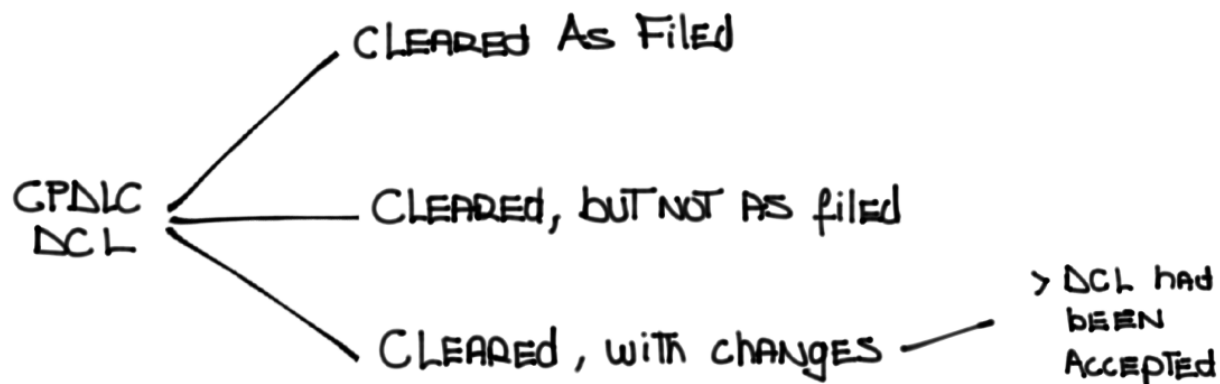 CLEARED As Filed
CPDLC
DCL
CLEARED, bUT NOT AS filed
CLEARED, with chANgES
> DCL hAd
bEEN
AccEpTEd